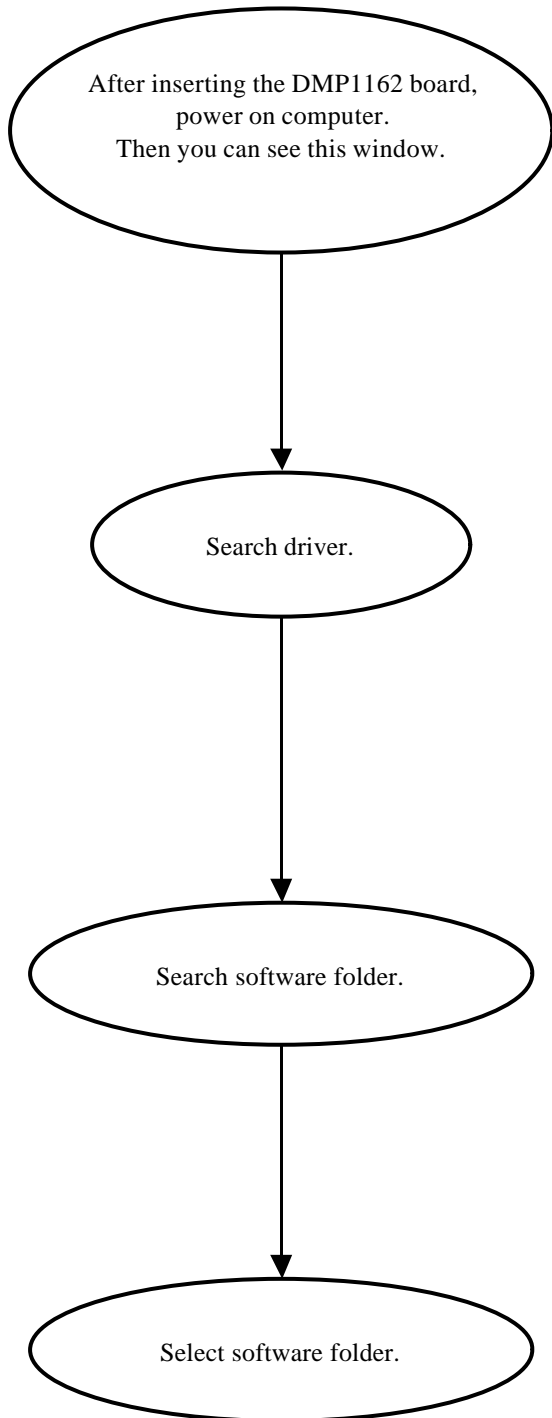 After inserting the DMP1162 board,
power on computer.
Then you can see this window.
Search driver.
Search software folder.
Select software folder.